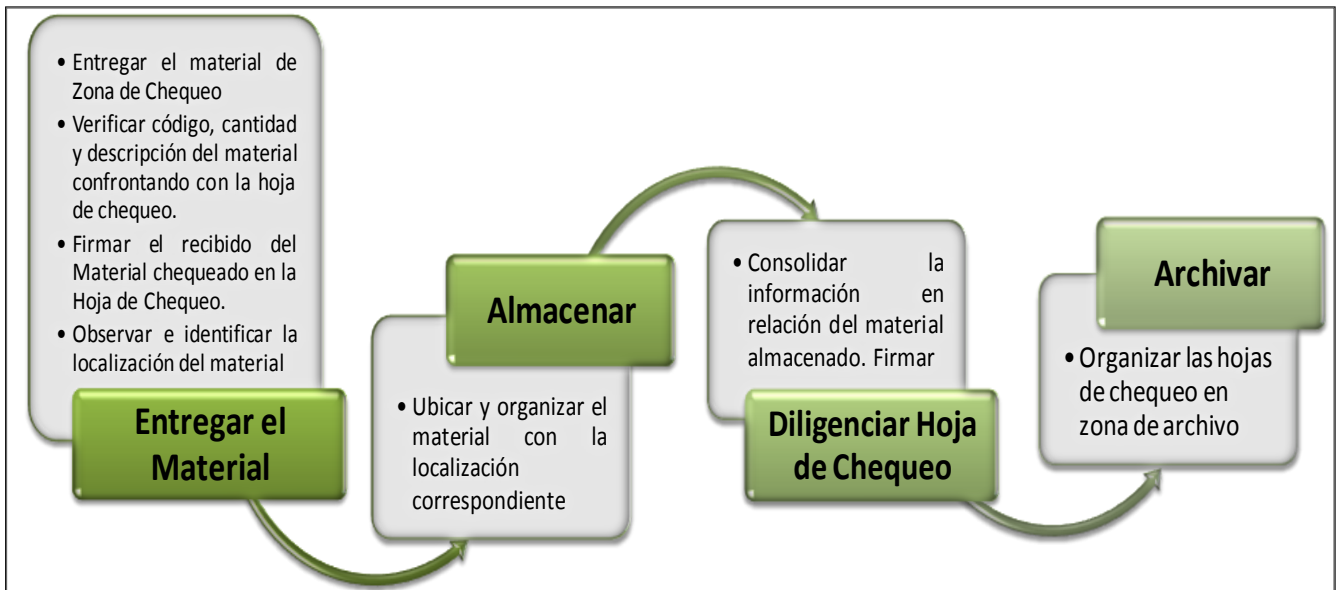 • Entregar el material de
Zona de Chequeo
• Verificar código, cantidad
y descripción del material
confrontando con la hoja
de chequeo.
• Firmar el recibido del
Material chequeado en la
Hoja de Chequeo.
• Observar e identificar la
localización del material
Entregar el
Material
Almacenar
• Ubicar y organizar el
material con la
localización
correspondiente
• Consolidar la
información en
relación del material
almacenado. Firmar
Diligenciar Hoja
de Chequeo
Archivar
• Organizar las hojas
de chequeo en
zona de archivo